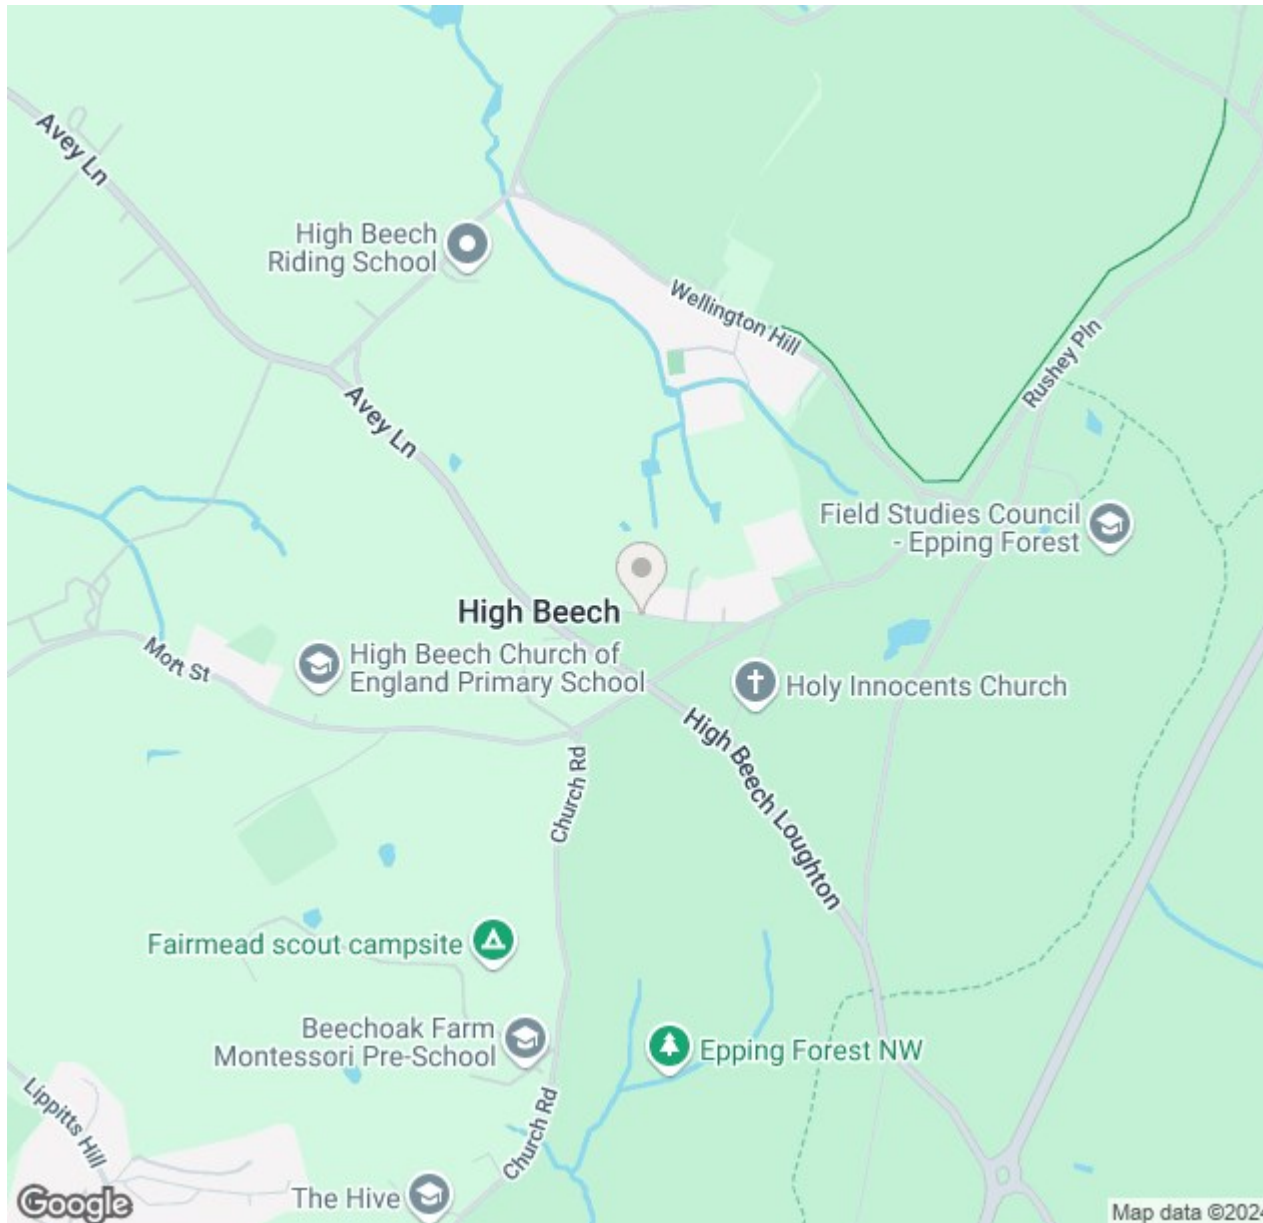 Avey Ln
High Beech
Riding School
Wellington Hill
Rushey Pln
Avey Ln
Field Studies Council
- Epping Forest
High Beech
High Beech Church of
England Primary School
Mott St
Holy Innocents Church
High Beech Loughton
Church Rd
Fairmead scout campsite
Beechoak Farm
Montessori Pre-School
Epping Forest NW
Lippitts Hill
Church Rd
The Hive
Google
Map data ©2024